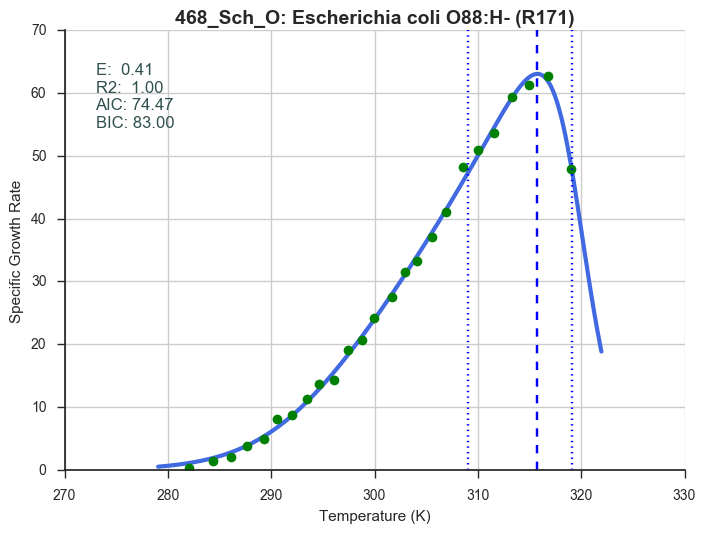 468_Sch_O: Escherichia coli O88:H- (R171)
E: 0.41
R2: 1.00
AIC: 74.47
BIC: 83.00
Specific Growth Rate
70
60
50
40
30
20
10
0
270 280 290 300 310 320 330
Temperature (K)